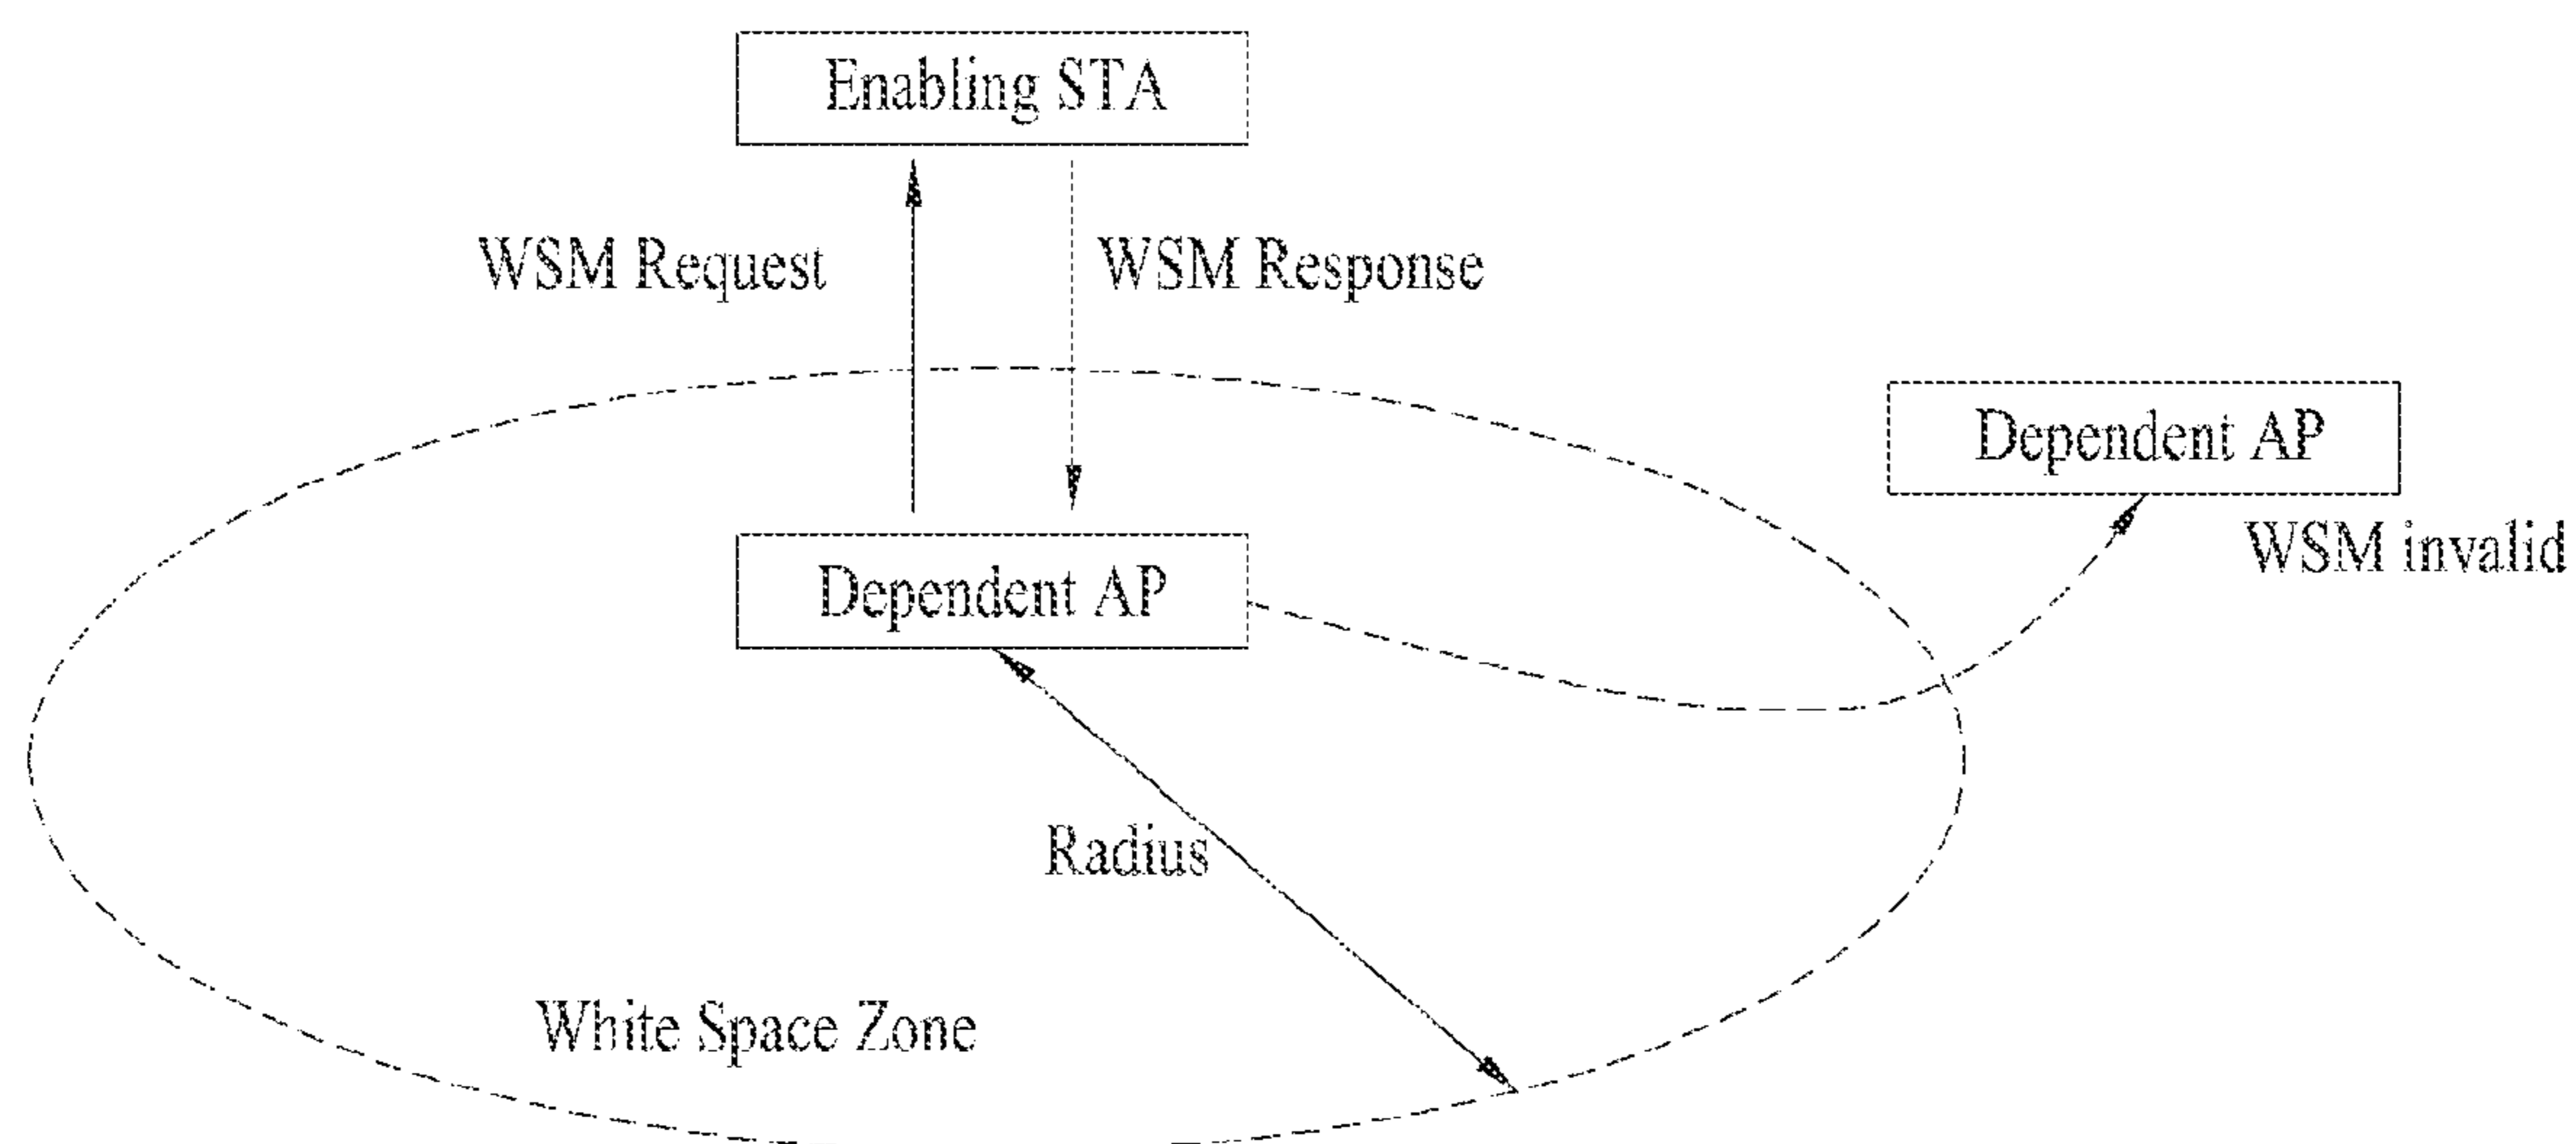 Enabling STA
WSM Request
WSM Response
Dependent AP
WSM invalid
Dependent AP
Radius
White Space Zone